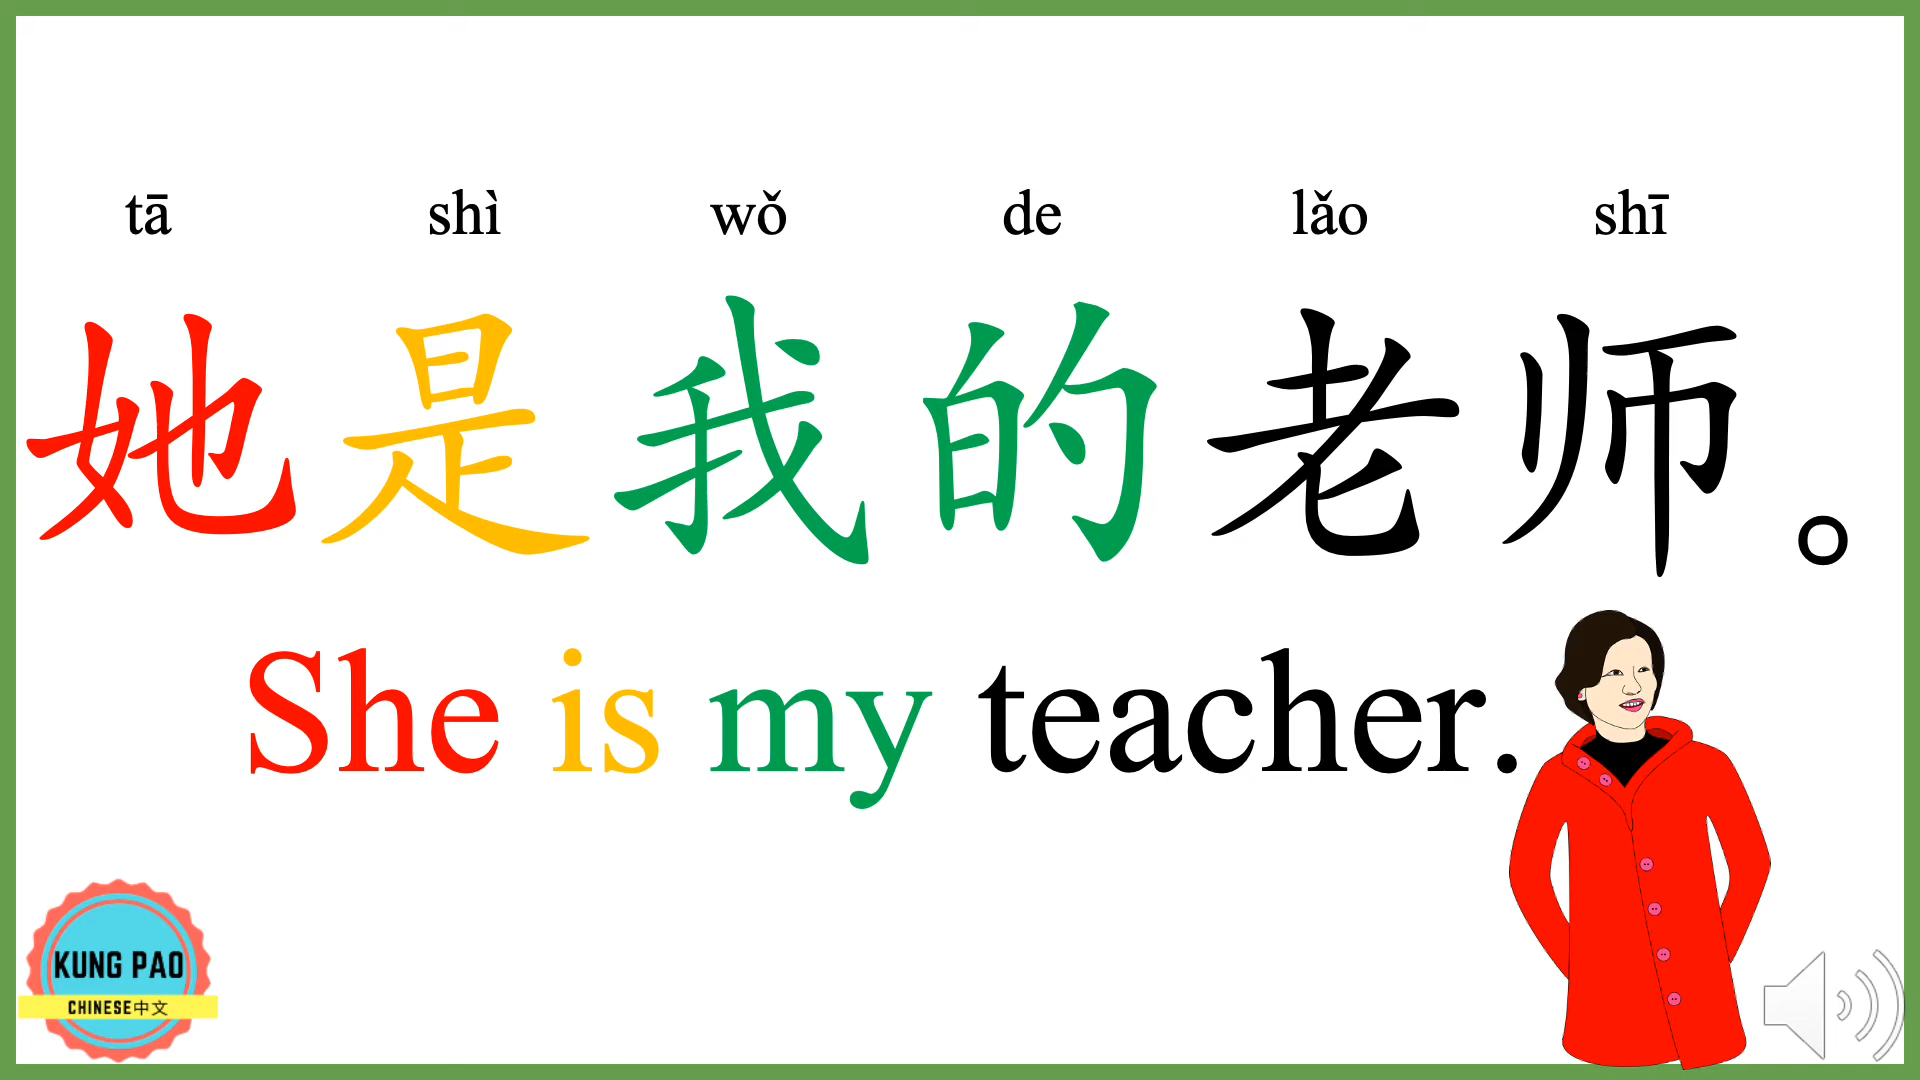 tā shì wǒ de lǎo shī
她是我的老师。
She is my teacher.
KUNG PAO
CHINESE中文